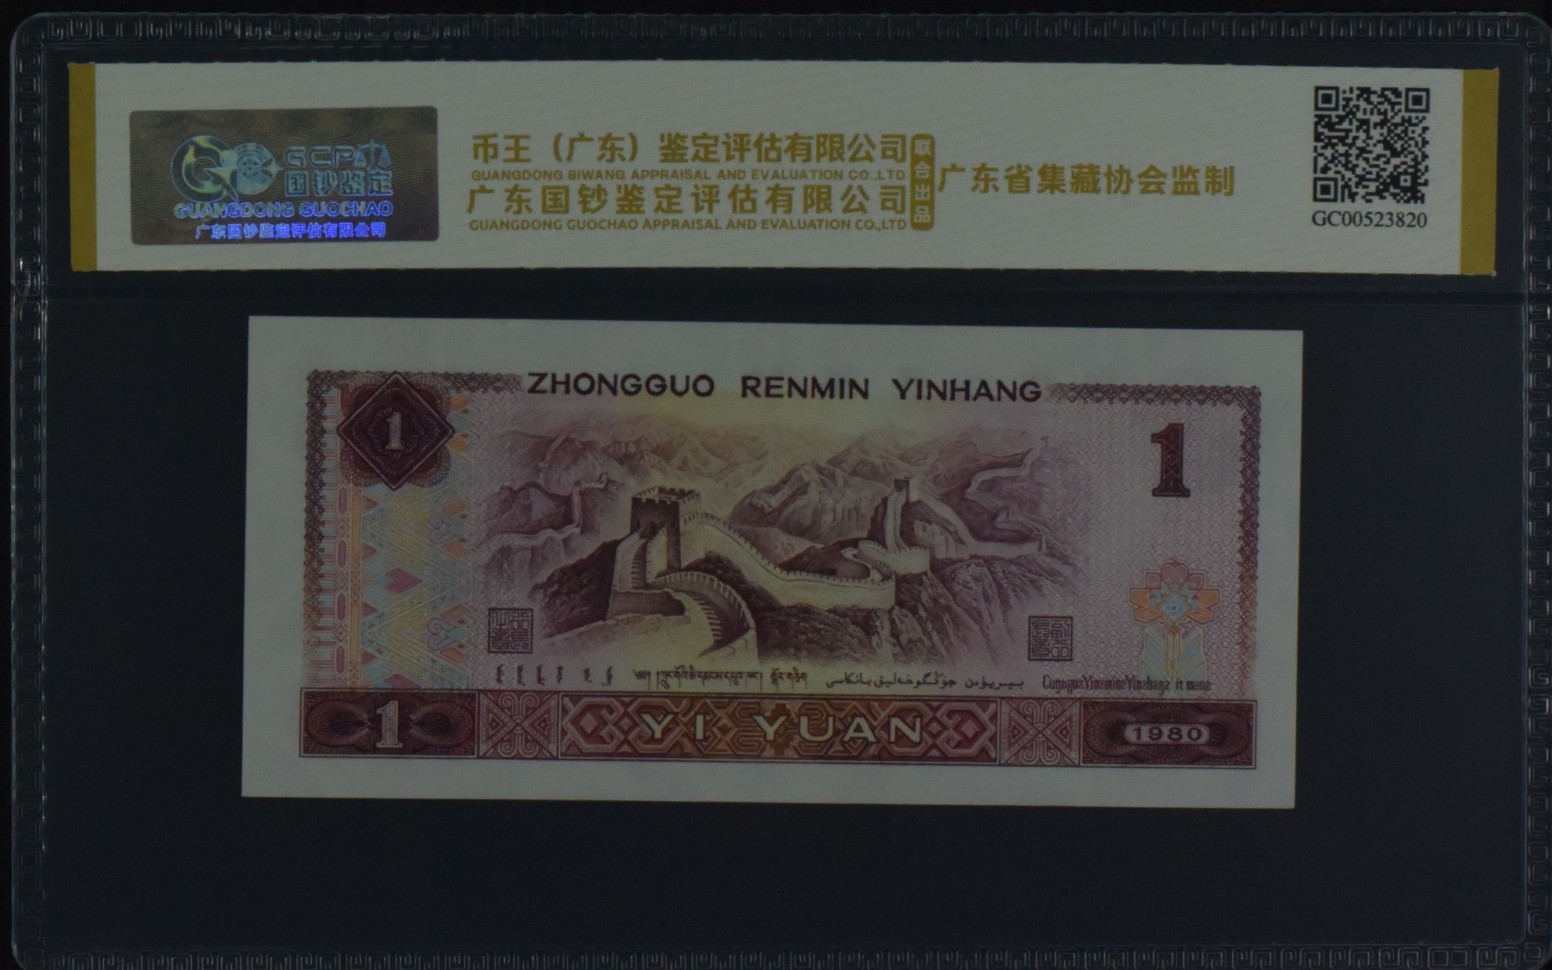 GCP
国钞鉴定
GUANGDONG GUOCHAO
广东国钞鉴定评估有限公司
币王（广东）鉴定评估有限公司
GUANGDONG BIWANG APPRAISAL AND EVALUATION CO.,LTD
广东国钞鉴定评估有限公司
GUANGDONG GUOCHAO APPRAISAL AND EVALUATION CO.,LTD
联合出品
广东省集藏协会监制
GC00523820
ZHONGGUO RENMIN YINHANG
1
1
1
YI YUAN
1980